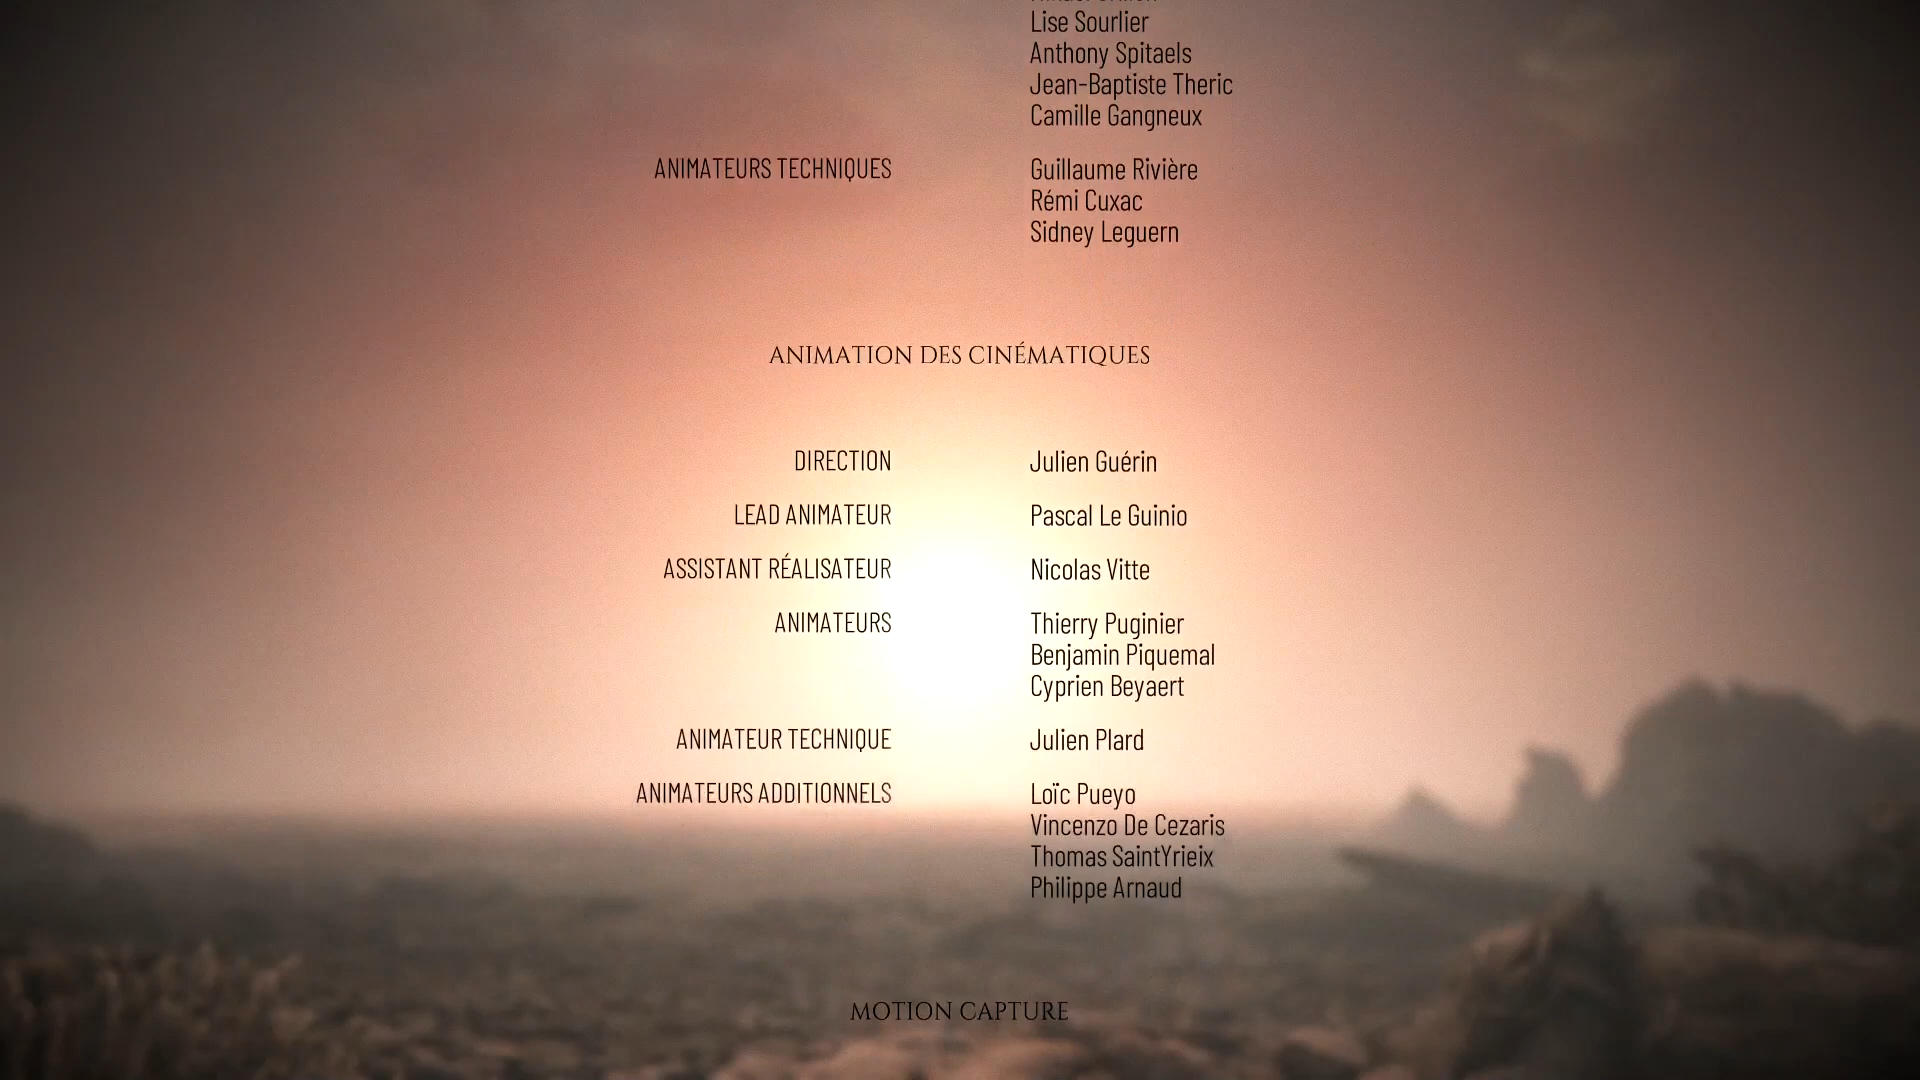 Lise Sourlier
Anthony Spitaels
Jean-Baptiste Theric
Camille Gangneux
ANIMATEURS TECHNIQUES Guillaume Rivière
Rémi Cuxac
Sidney Leguern
ANIMATION DES CINÉMATIQUES
DIRECTION Julien Guérin
LEAD ANIMATEUR Pascal Le Guinio
ASSISTANT RÉALISATEUR Nicolas Vitte
ANIMATEURS Thierry Puginier
Benjamin Piquemal
Cyprien Beyaert
ANIMATEUR TECHNIQUE Julien Plard
ANIMATEURS ADDITIONNELS Loïc Pueyo
Vincenzo De Cezaris
Thomas SaintYrieix
Philippe Arnaud
MOTION CAPTURE